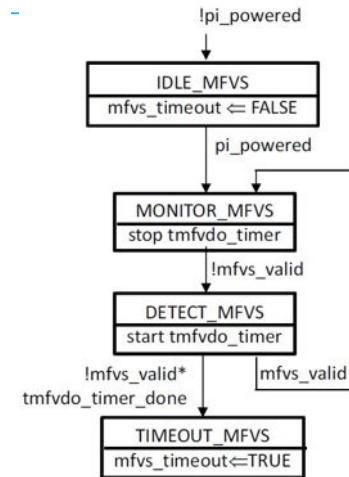 !pi_powered
IDLE_MFVS
mfvs_timeout ⇐ FALSE
pi_powered
MONITOR_MFVS
stop tmfvdo_timer
!mfvs_valid
DETECT_MFVS
start tmfvdo_timer
!mfvs_valid*
mfvs_valid
tmfvdo_timer_done
TIMEOUT_MFVS
mfvs_timeout⇐TRUE